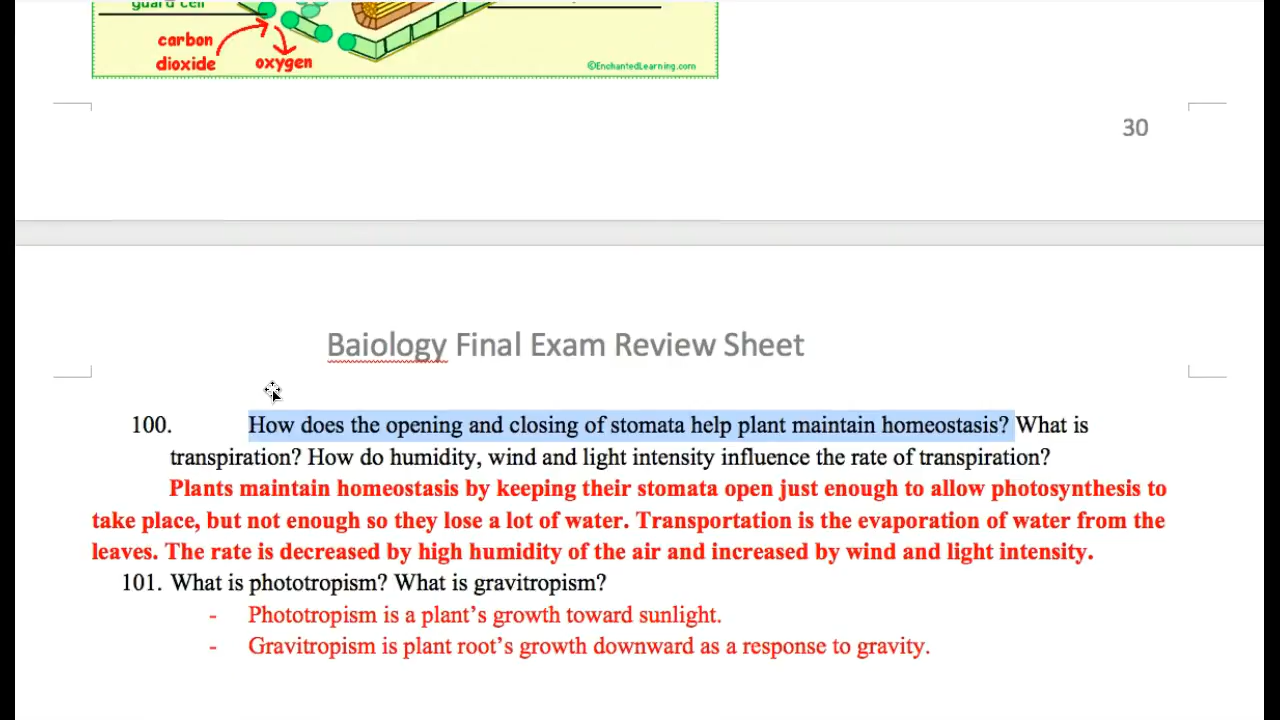 guard cell
carbon
dioxide
oxygen
©EnchantedLearning.com
30
Baiology Final Exam Review Sheet
100. How does the opening and closing of stomata help plant maintain homeostasis? What is
transpiration? How do humidity, wind and light intensity influence the rate of transpiration?
Plants maintain homeostasis by keeping their stomata open just enough to allow photosynthesis to
take place, but not enough so they lose a lot of water. Transportation is the evaporation of water from the
leaves. The rate is decreased by high humidity of the air and increased by wind and light intensity.
101. What is phototropism? What is gravitropism?
- Phototropism is a plant’s growth toward sunlight.
- Gravitropism is plant root’s growth downward as a response to gravity.